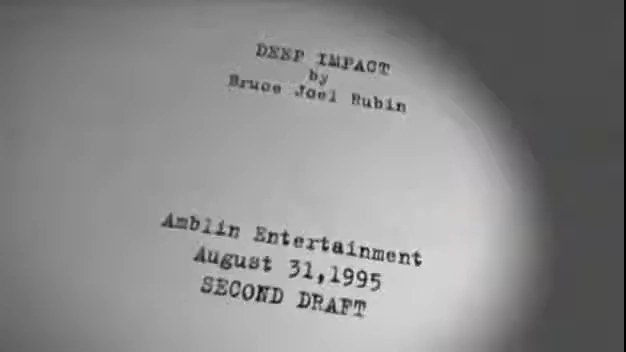 DEEP IMPACT
by
Bruce Joel Rubin
Amblin Entertainment
August 31,1995
SECOND DRAFT